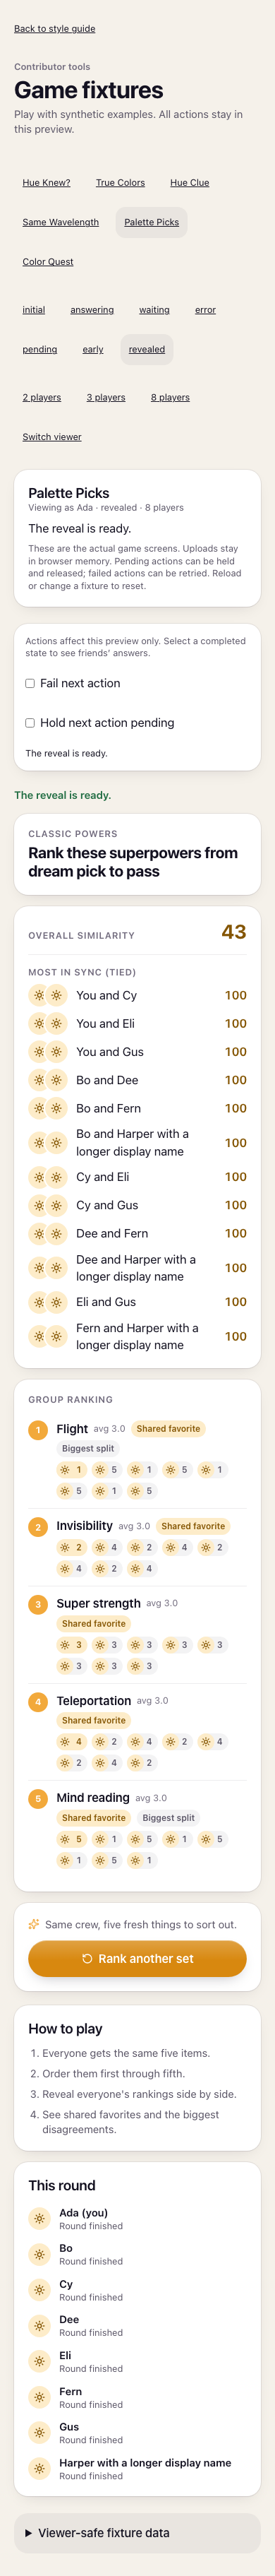 Back to style guide
Contributor tools
Game fixtures
Play with synthetic examples. All actions stay in
this preview.
Hue Knew? True Colors Hue Clue
Same Wavelength Palette Picks
Color Quest
initial answering waiting error
pending early revealed
2 players 3 players 8 players
Switch viewer
Palette Picks
Viewing as Ada · revealed · 8 players
The reveal is ready.
These are the actual game screens. Uploads stay
in browser memory. Pending actions can be held
and released; failed actions can be retried. Reload
or change a fixture to reset.
Actions affect this preview only. Select a completed
state to see friends' answers.
Fail next action
Hold next action pending
The reveal is ready.
The reveal is ready.
CLASSIC POWERS
Rank these superpowers from
dream pick to pass
OVERALL SIMILARITY 43
MOST IN SYNC (TIED)
You and Cy 100
You and Eli 100
You and Gus 100
Bo and Dee 100
Bo and Fern 100
Bo and Harper with a
longer display name 100
Cy and Eli 100
Cy and Gus 100
Dee and Fern 100
Dee and Harper with a
longer display name 100
Eli and Gus 100
Fern and Harper with a
longer display name 100
GROUP RANKING
1 Flight avg 3.0 Shared favorite
Biggest split
1 5 1 5 1
5 1 5
2 Invisibility avg 3.0 Shared favorite
2 4 2 4 2
4 2 4
3 Super strength avg 3.0
Shared favorite
3 3 3 3 3
3 3 3
4 Teleportation avg 3.0
Shared favorite
4 2 4 2 4
2 4 2
5 Mind reading avg 3.0
Shared favorite Biggest split
5 1 5 1 5
1 5 1
Same crew, five fresh things to sort out.
Rank another set
How to play
1. Everyone gets the same five items.
2. Order them first through fifth.
3. Reveal everyone's rankings side by side.
4. See shared favorites and the biggest
disagreements.
This round
Ada (you)
Round finished
Bo
Round finished
Cy
Round finished
Dee
Round finished
Eli
Round finished
Fern
Round finished
Gus
Round finished
Harper with a longer display name
Round finished
Viewer-safe fixture data